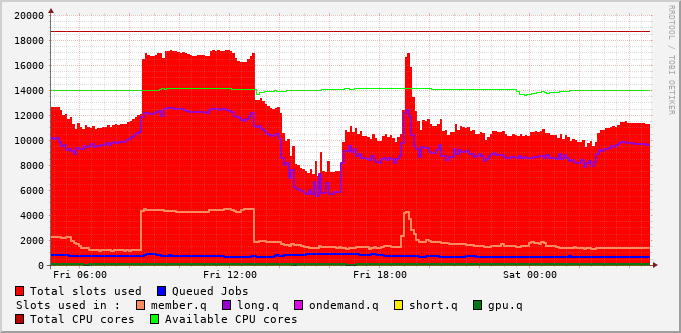 20000
18000
16000
14000
12000
10000
8000
6000
4000
2000
0
Fri 06:00 Fri 12:00 Fri 18:00 Sat 00:00
Total slots used Queued Jobs
Slots used in : member.q long.q ondemand.q short.q gpu.q
Total CPU cores Available CPU cores
RRDTOOL / TOBI OETIKER